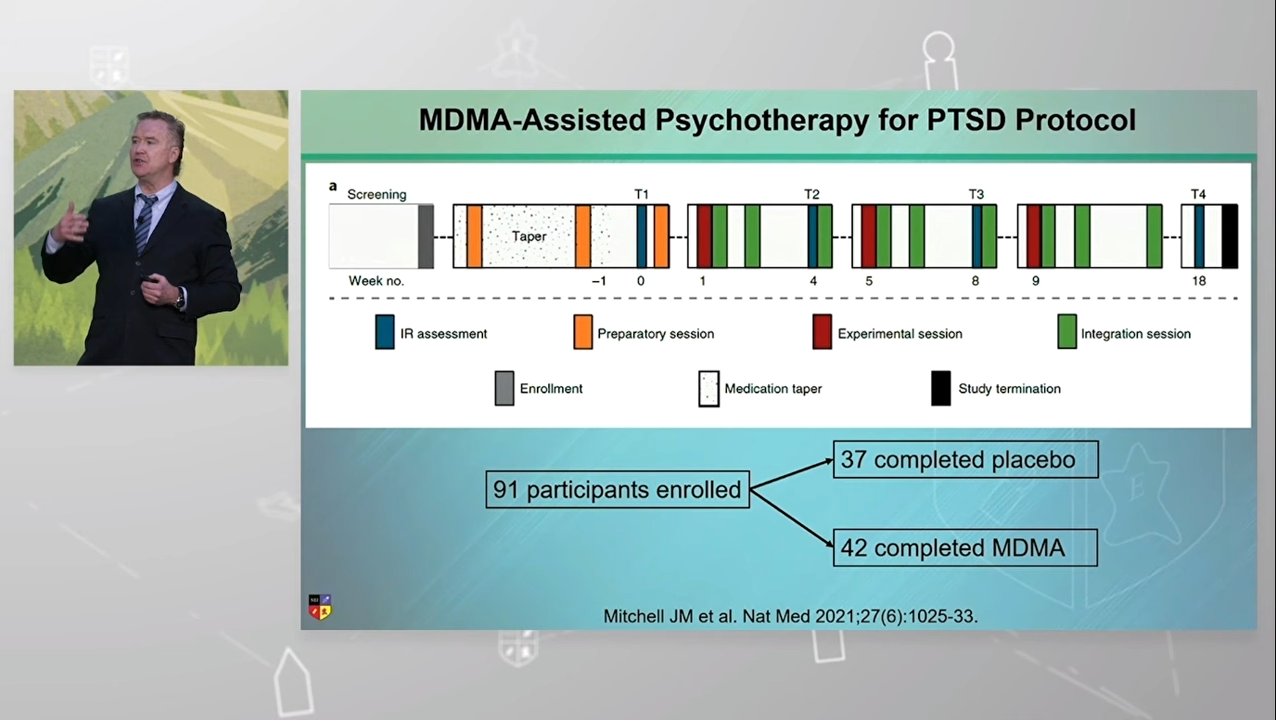 MDMA-Assisted Psychotherapy for PTSD Protocol
a
Screening
T1
T2
T3
T4
Taper
Week no.
–1
0
1
4
5
8
9
18
IR assessment
Preparatory session
Experimental session
Integration session
Enrollment
Medication taper
Study termination
91 participants enrolled
37 completed placebo
42 completed MDMA
Mitchell JM et al. Nat Med 2021;27(6):1025-33.